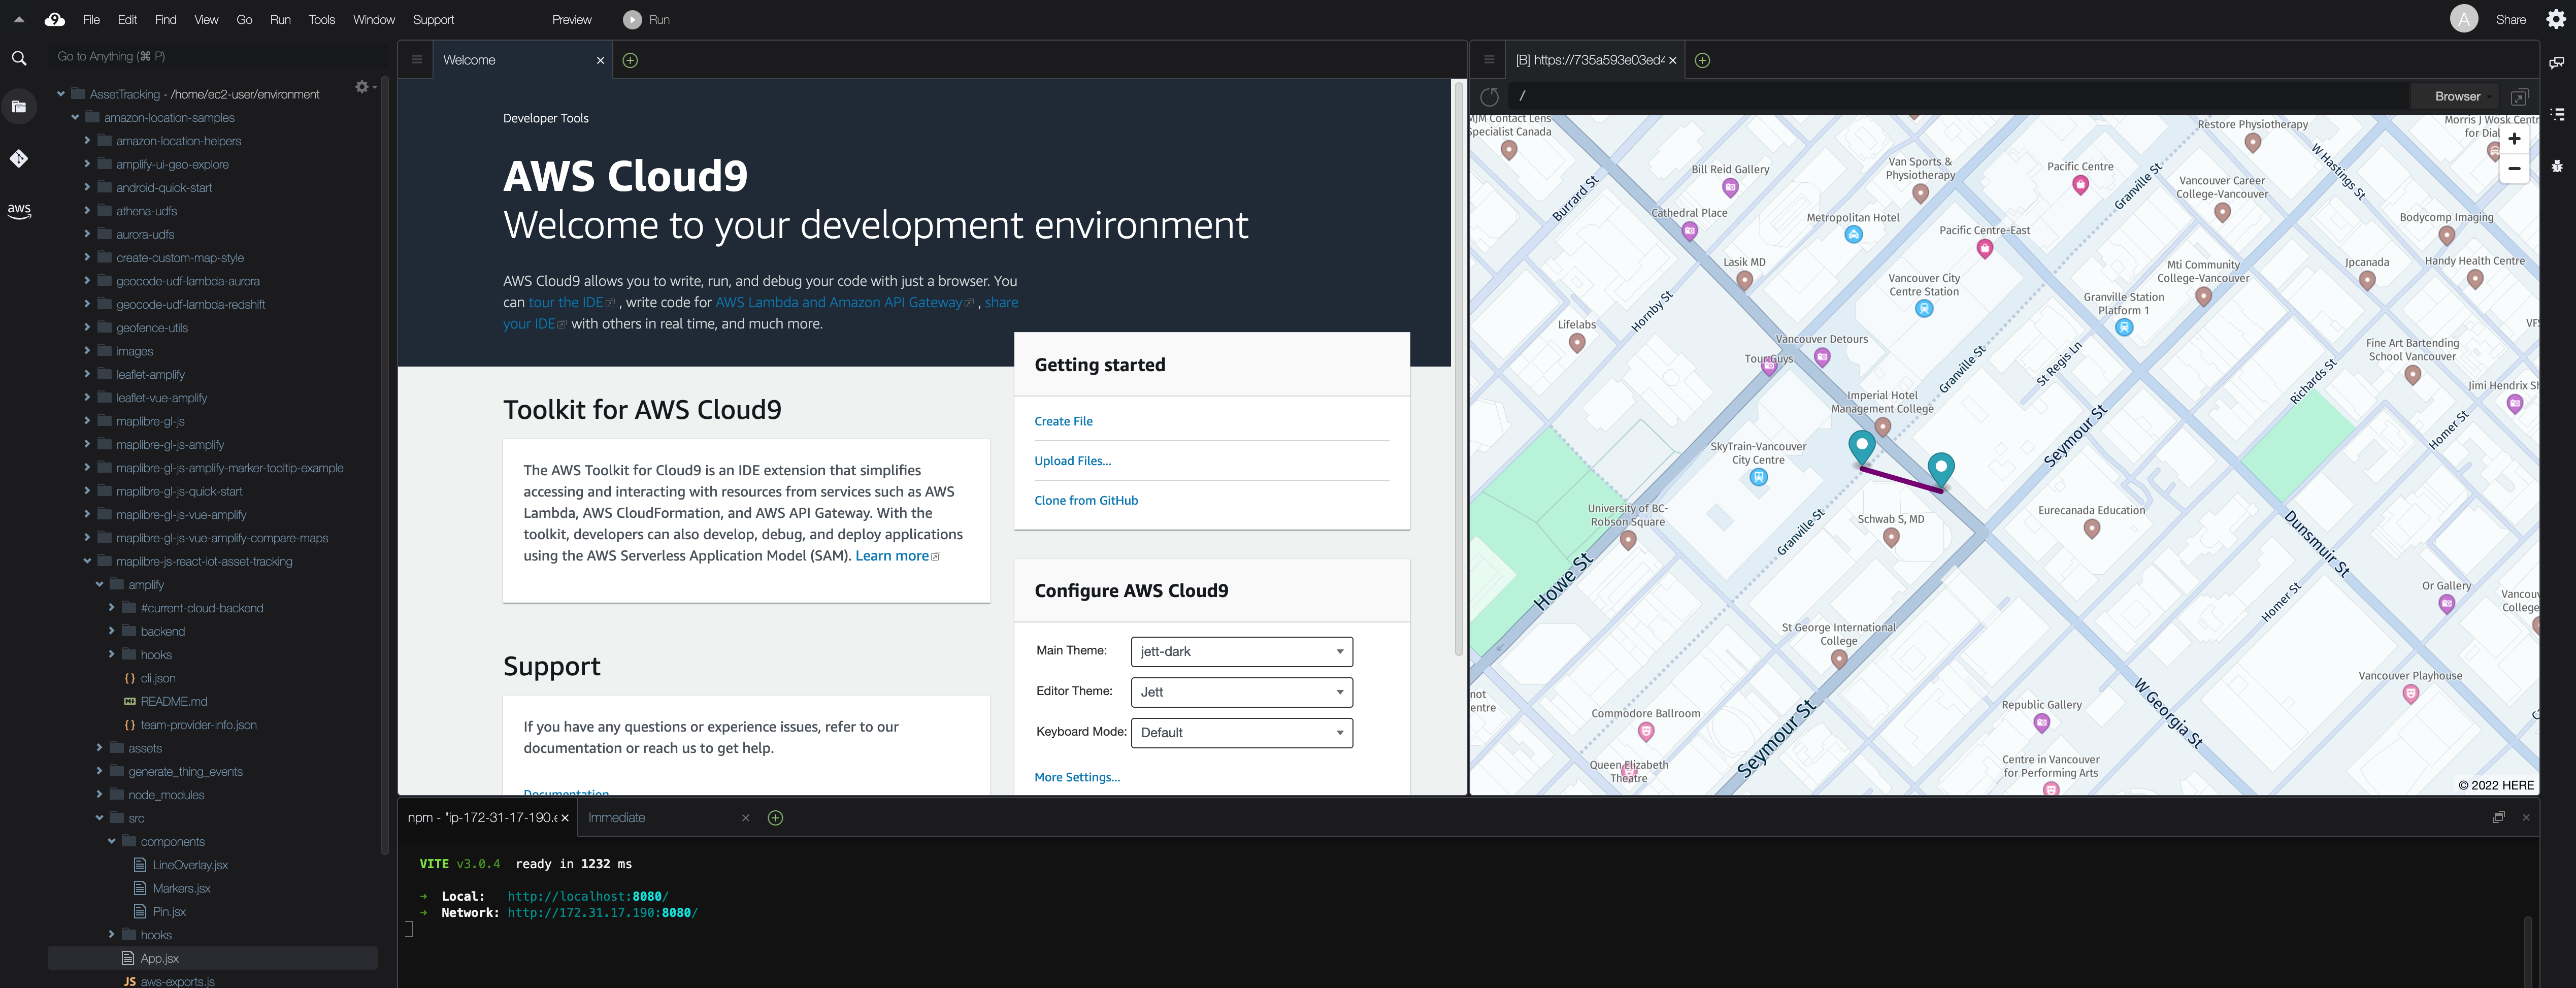 File Edit Find View Go Run Tools Window Support Preview Run
A Share
Go to Anything (⌘ P)
AssetTracking - /home/ec2-user/environment
amazon-location-samples
amazon-location-helpers
amplify-ui-geo-explore
android-quick-start
athena-udfs
aurora-udfs
create-custom-map-style
geocode-udf-lambda-aurora
geocode-udf-lambda-redshift
geofence-utils
images
leaflet-amplify
leaflet-vue-amplify
maplibre-gl-js
maplibre-gl-js-amplify
maplibre-gl-js-amplify-marker-tooltip-example
maplibre-gl-js-quick-start
maplibre-gl-js-vue-amplify
maplibre-gl-js-vue-amplify-compare-maps
maplibre-js-react-iot-asset-tracking
amplify
#current-cloud-backend
backend
hooks
{ } cli.json
README.md
{ } team-provider-info.json
assets
generate_thing_events
node_modules
src
components
LineOverlay.jsx
Markers.jsx
Pin.jsx
hooks
App.jsx
JS aws-exports.js
aws
Welcome
Developer Tools
AWS Cloud9
Welcome to your development environment
AWS Cloud9 allows you to write, run, and debug your code with just a browser. You
can tour the IDE , write code for AWS Lambda and Amazon API Gateway , share
your IDE with others in real time, and much more.
Toolkit for AWS Cloud9
The AWS Toolkit for Cloud9 is an IDE extension that simplifies
accessing and interacting with resources from services such as AWS
Lambda, AWS CloudFormation, and AWS API Gateway. With the
toolkit, developers can also develop, debug, and deploy applications
using the AWS Serverless Application Model (SAM). Learn more
Support
If you have any questions or experience issues, refer to our
documentation or reach us to get help.
Documentation
Getting started
Create File
Upload Files...
Clone from GitHub
Configure AWS Cloud9
Main Theme: jett-dark
Editor Theme: Jett
Keyboard Mode: Default
More Settings...
[B] https://735a593e03ed4
/
Browser
MJM Contact Lens
Specialist Canada
Bill Reid Gallery
Cathedral Place
Lasik MD
Burrard St
Hornby St
Lifelabs
Van Sports &
Physiotherapy
Metropolitan Hotel
Vancouver City
Centre Station
Vancouver Detours
Tour Guys
Pacific Centre
Pacific Centre-East
Granville St
Restore Physiotherapy
Vancouver Career
College-Vancouver
Mti Community
College-Vancouver
Granville Station
Platform 1
W Hastings St
Morris J Wosk Centr
for Dial
+
−
Bodycomp Imaging
Jpcanada
Handy Health Centre
VFS
Fine Art Bartending
School Vancouver
Jimi Hendrix Sh
Homer St
Richards St
St Regis Ln
Granville St
Imperial Hotel
Management College
SkyTrain-Vancouver
City Centre
Seymour St
University of BC-
Robson Square
Granville St
Schwab S, MD
Eurecanada Education
Howe St
Dunsmuir St
Or Gallery
Vancouv
College
Homer St
St George International
College
Vancouver Playhouse
not
entre
Commodore Ballroom
Republic Gallery
W Georgia St
Seymour St
Queen Elizabeth
Theatre
Centre in Vancouver
for Performing Arts
© 2022 HERE
npm - "ip-172-31-17-190.e
Immediate
VITE v3.0.4 ready in 1232 ms
➜ Local: http://localhost:8080/
➜ Network: http://172.31.17.190:8080/